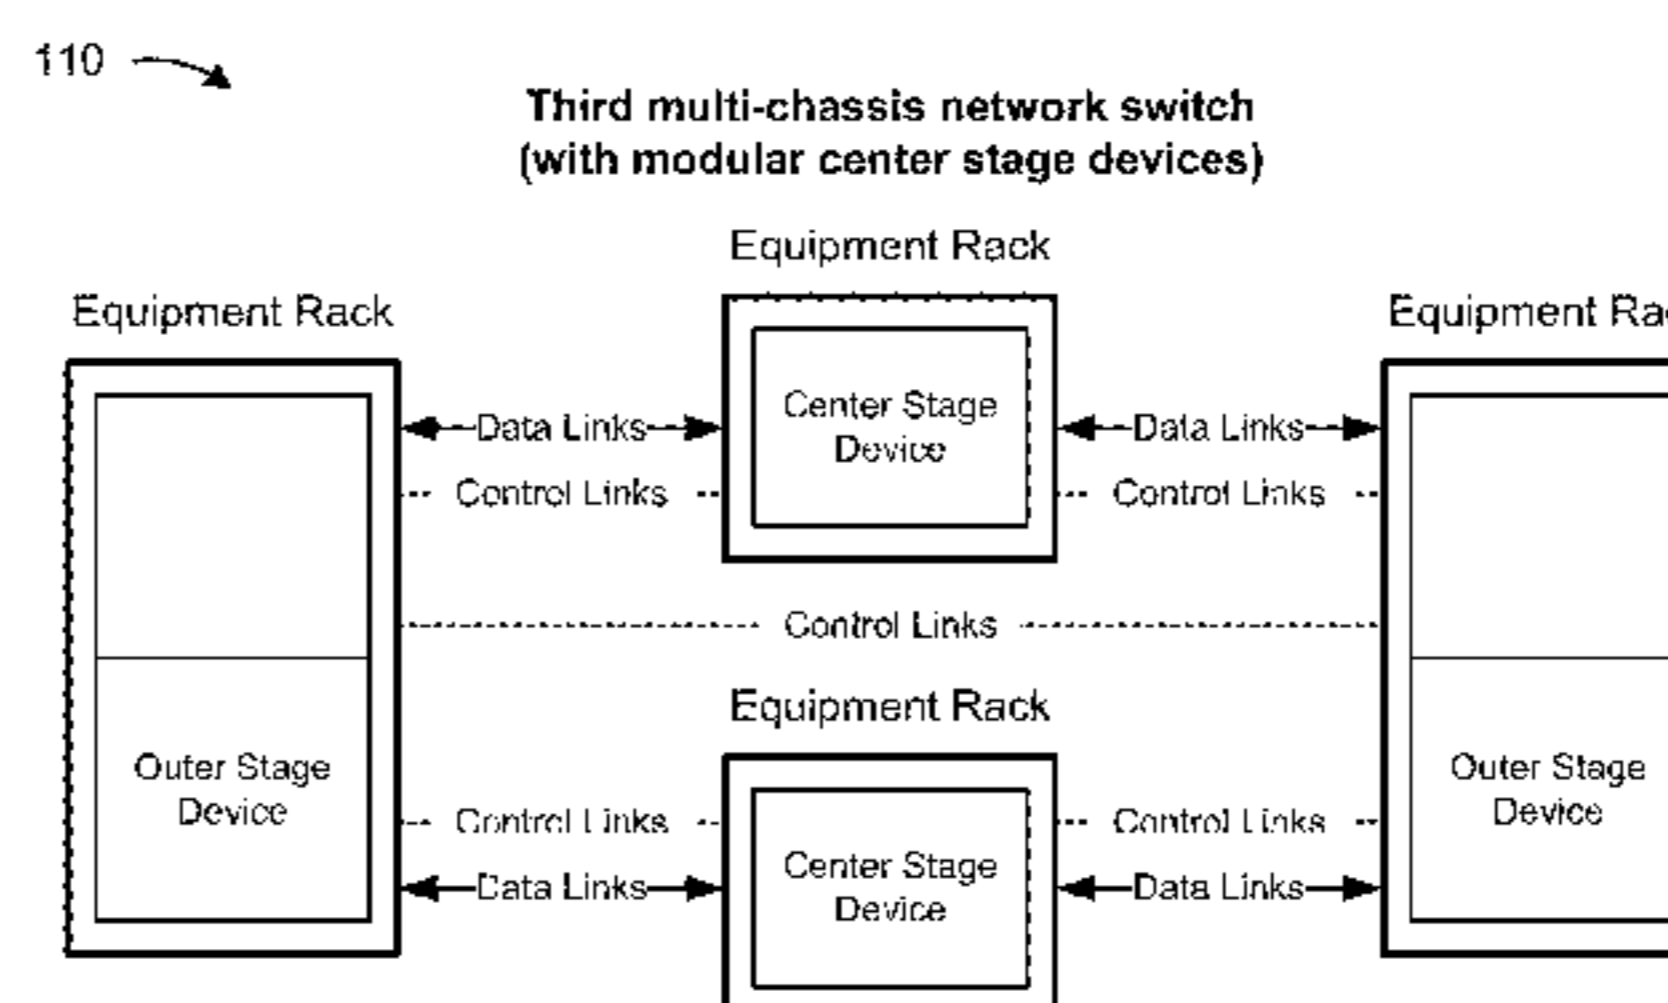 110
Third multi-chassis network switch
(with modular center stage devices)
Equipment Rack
Equipment Rack
Equipment Ra
Center Stage
Device
Data Links
Data Links
Control Links
Control Links
Control Links
Equipment Rack
Outer Stage
Device
Outer Stage
Device
Control Links
Control Links
Center Stage
Device
Data Links
Data Links